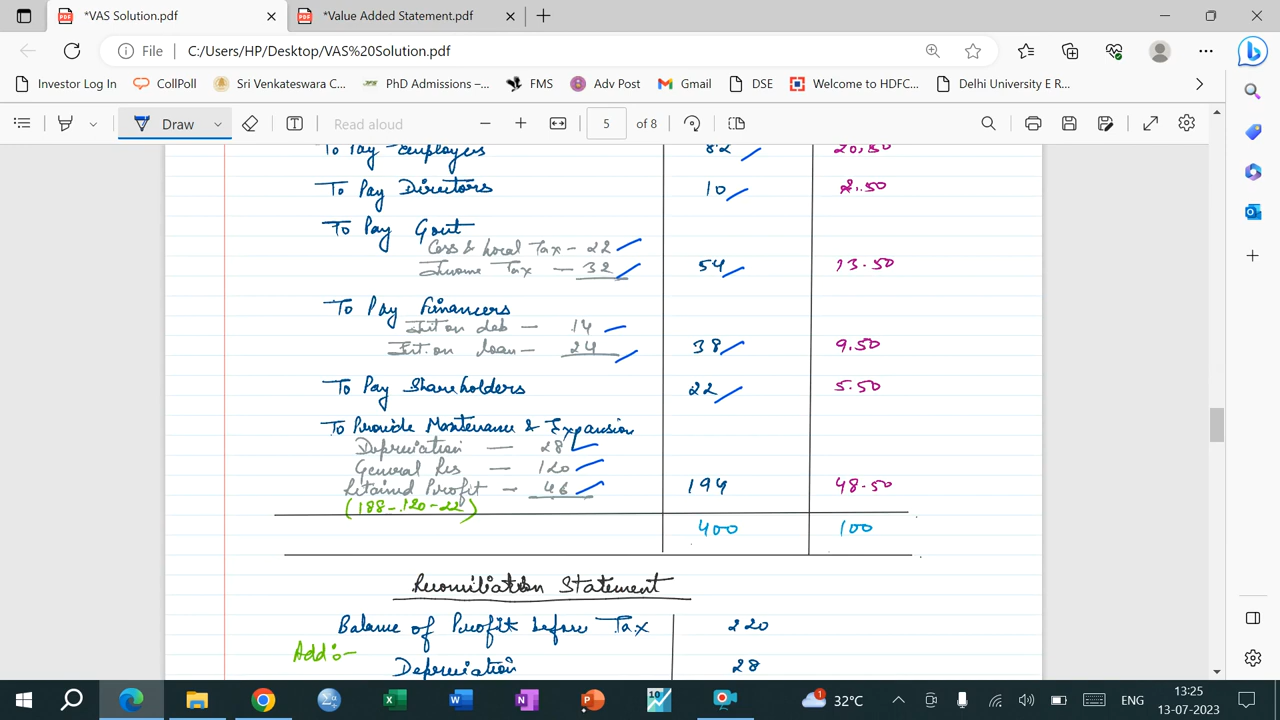 *VAS Solution.pdf
*Value Added Statement.pdf
File C:/Users/HP/Desktop/VAS%20Solution.pdf
Investor Log In CollPoll Sri Venkateswara C... PhD Admissions –... FMS Adv Post Gmail DSE Welcome to HDFC... Delhi University E R...
Draw Read aloud 5 of 8
To Pay Employers 82 20.50
To Pay Directors 10 2.50
To Pay Govt
Cess & Local Tax - 22
Income Tax — 32 54 13.50
To Pay Financers
Int on deb — 14
Int. on loan - 24 38 9.50
To Pay Shareholders 22 5.50
To Provide Maintenance & Expansion
Depreciation — 28
General Res - 120
Retained Profit - 46 194 48.50
(188-120-22)
400 100
Statement
Balance of Profit before Tax 220
Add:-
Depreciation 28
1 32°C ENG 13:25
13-07-2023